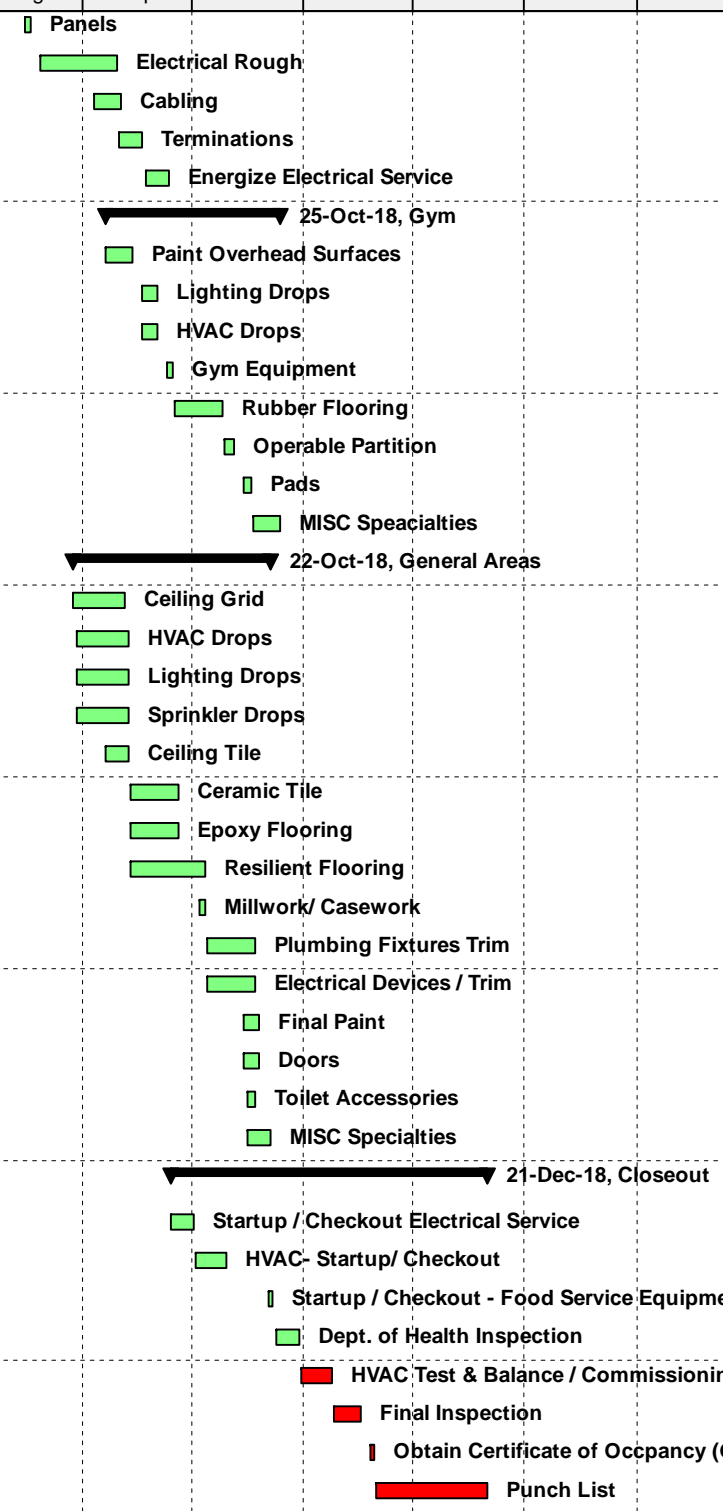 Panels
Electrical Rough
Cabling
Terminations
Energize Electrical Service
25-Oct-18, Gym
Paint Overhead Surfaces
Lighting Drops
HVAC Drops
Gym Equipment
Rubber Flooring
Operable Partition
Pads
MISC Speacialties
22-Oct-18, General Areas
Ceiling Grid
HVAC Drops
Lighting Drops
Sprinkler Drops
Ceiling Tile
Ceramic Tile
Epoxy Flooring
Resilient Flooring
Millwork/ Casework
Plumbing Fixtures Trim
Electrical Devices / Trim
Final Paint
Doors
Toilet Accessories
MISC Specialties
21-Dec-18, Closeout
Startup / Checkout Electrical Service
HVAC- Startup/ Checkout
Startup / Checkout - Food Service Equipme
Dept. of Health Inspection
HVAC Test & Balance / Commissionin
Final Inspection
Obtain Certificate of Occpancy (
Punch List